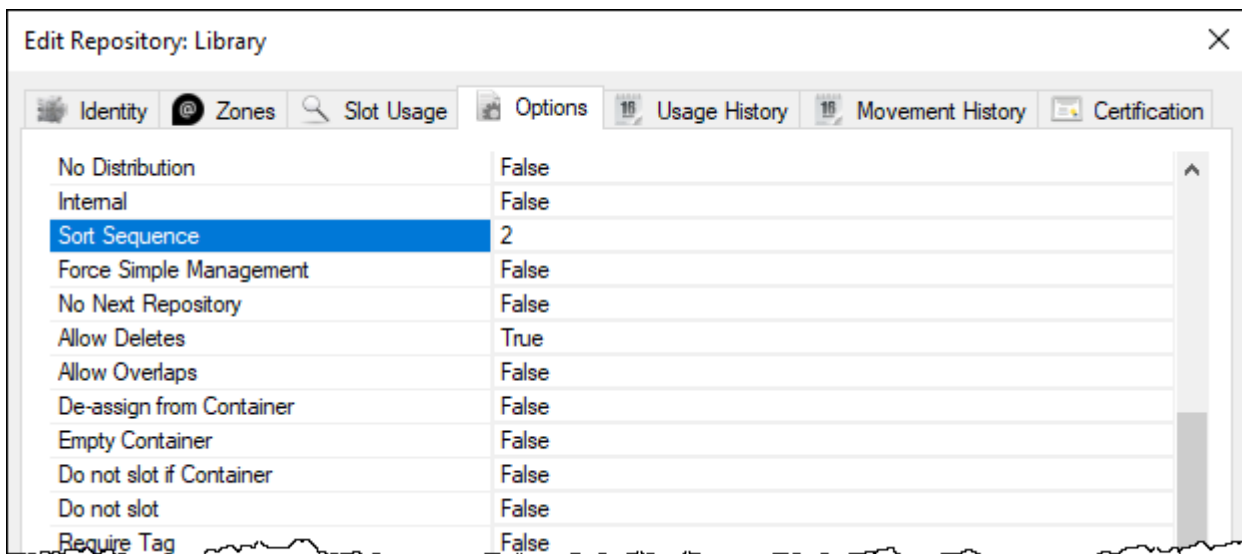 Edit Repository: Library
Identity Zones Slot Usage Options Usage History Movement History Certification
No Distribution False
Internal False
Sort Sequence 2
Force Simple Management False
No Next Repository False
Allow Deletes True
Allow Overlaps False
De-assign from Container False
Empty Container False
Do not slot if Container False
Do not slot False
Require Tag False